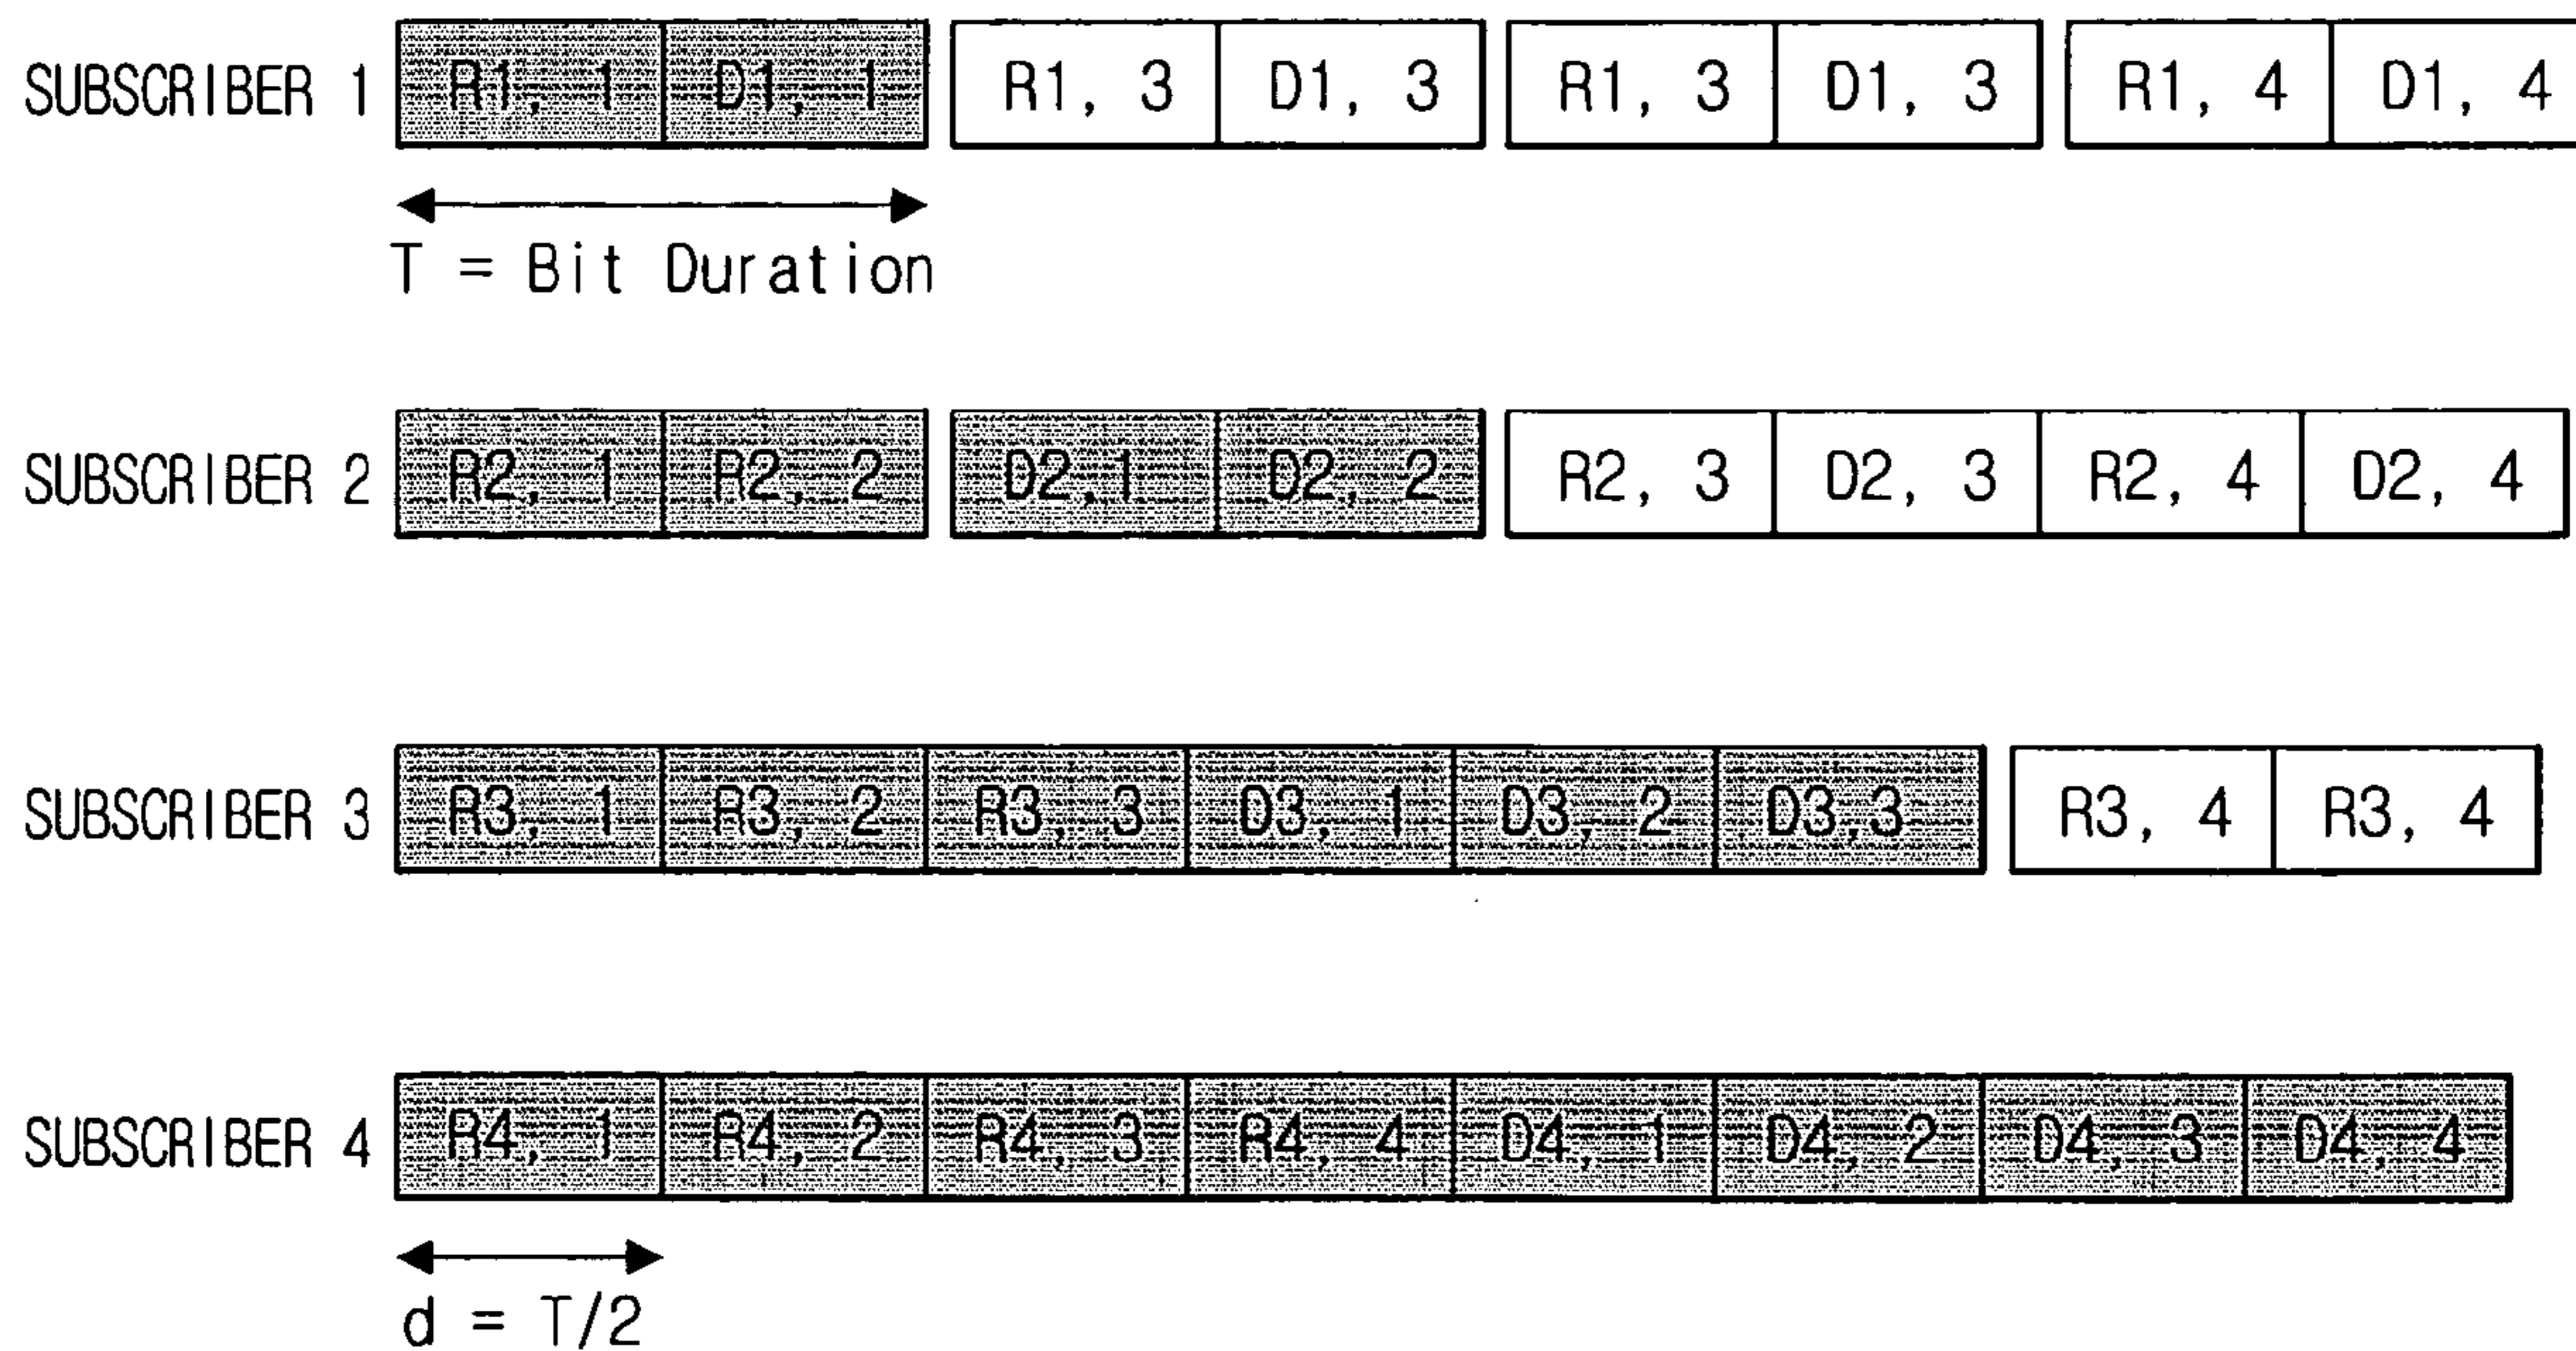 SUBSCRIBER 1 R1, 1 D1, 1 R1, 3 D1, 3 R1, 3 D1, 3 R1, 4 D1, 4
T = Bit Duration
SUBSCRIBER 2 R2, 1 R2, 2 D2,1 D2, 2 R2, 3 D2, 3 R2, 4 D2, 4
SUBSCRIBER 3 R3, 1 R3, 2 R3, 3 D3, 1 D3, 2 D3,3 R3, 4 R3, 4
SUBSCRIBER 4 R4, 1 R4, 2 R4, 3 R4, 4 D4, 1 D4, 2 D4, 3 D4, 4
d = T/2